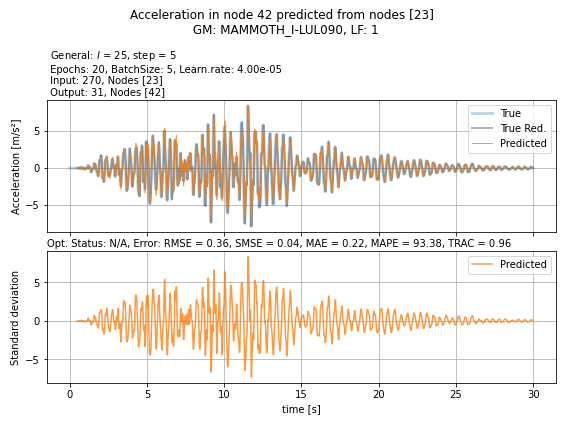 Acceleration in node 42 predicted from nodes [23]
GM: MAMMOTH_I-LUL090, LF: 1
General: l = 25, step = 5
Epochs: 20, BatchSize: 5, Learn.rate: 4.00e-05
Input: 270, Nodes [23]
Output: 31, Nodes [42]
Acceleration [m/s²]
5
0
−5
True
True Red.
Predicted
Opt. Status: N/A, Error: RMSE = 0.36, SMSE = 0.04, MAE = 0.22, MAPE = 93.38, TRAC = 0.96
Standard deviation
5
0
−5
Predicted
0 5 10 15 20 25 30
time [s]